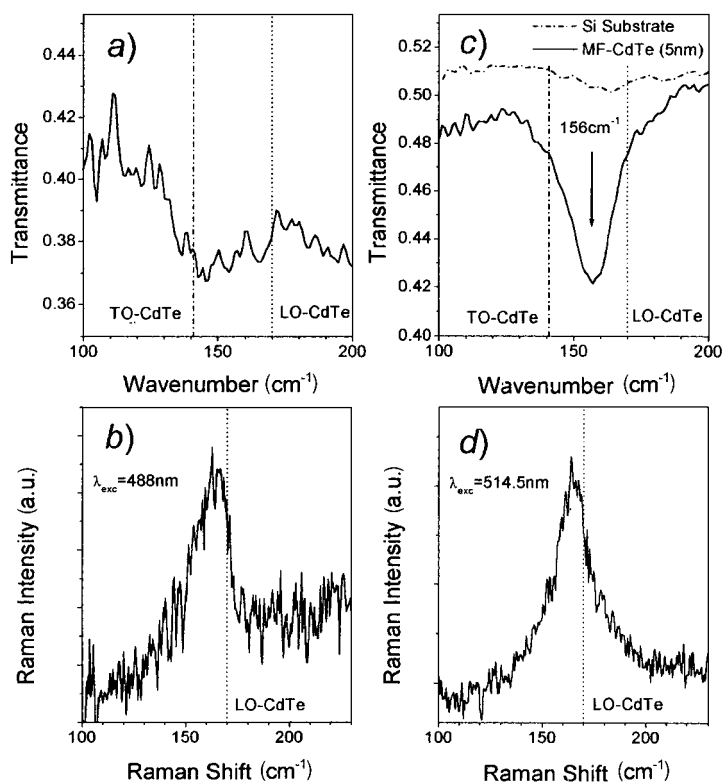 a)
0.44
0.42
0.40
0.38
0.36
Transmittance
TO-CdTe
LO-CdTe
100
150
200
Wavenumber (cm⁻¹)
c)
Si Substrate
MF-CdTe (5nm)
0.52
0.50
0.48
0.46
0.44
0.42
0.40
Transmittance
156cm⁻¹
TO-CdTe
LO-CdTe
100
150
200
Wavenumber (cm⁻¹)
b)
λexc=488nm
Raman Intensity (a.u.)
LO-CdTe
100
150
200
Raman Shift (cm⁻¹)
d)
λexc=514.5nm
Raman Intensity (a.u.)
LO-CdTe
100
150
200
Raman Shift (cm⁻¹)